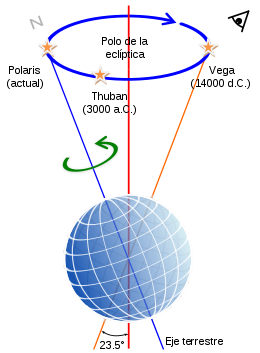 N
Polo de la
eclíptica
Polaris
(actual)
Vega
(14000 d.C.)
Thuban
(3000 a.C.)
23.5°
Eje terrestre